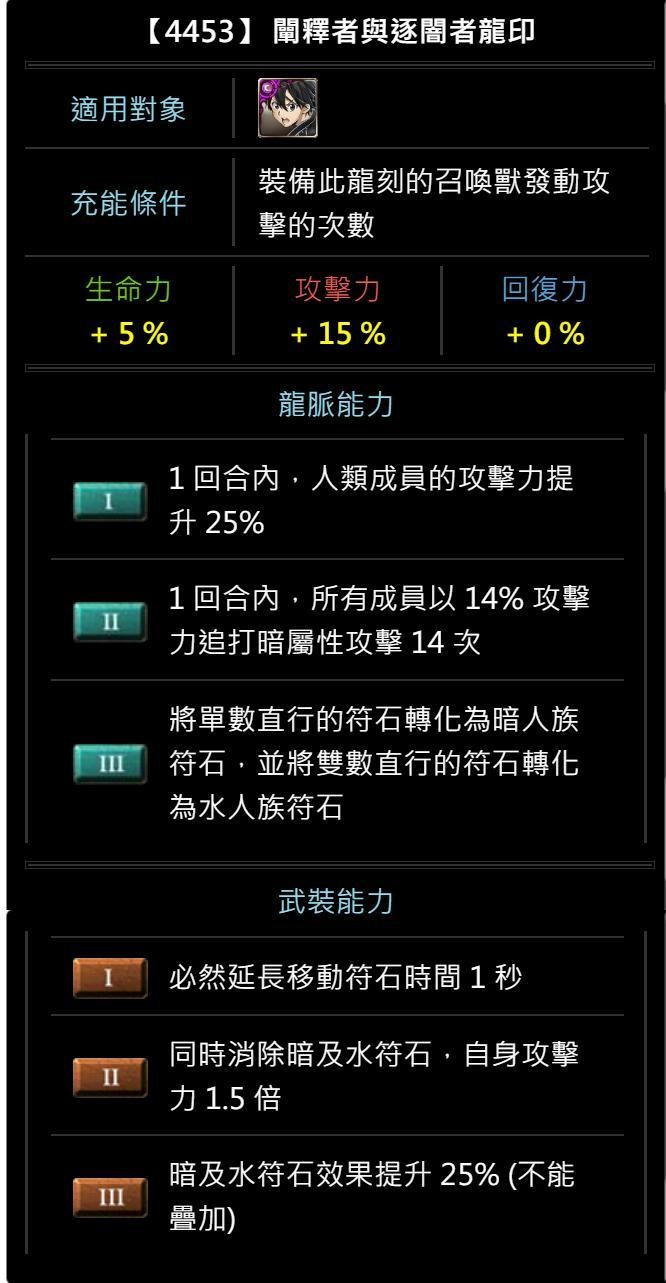 【4453】 闡釋者與逐闇者龍印
適用對象
C
充能條件
裝備此龍刻的召喚獸發動攻
擊的次數
生命力
攻擊力
回復力
+ 5 %
+ 15 %
+ 0 %
龍脈能力
I
1 回合內，人類成員的攻擊力提
升 25%
II
1 回合內，所有成員以 14% 攻擊
力追打暗屬性攻擊 14 次
III
將單數直行的符石轉化為暗人族
符石，並將雙數直行的符石轉化
為水人族符石
武裝能力
I
必然延長移動符石時間 1 秒
II
同時消除暗及水符石，自身攻擊
力 1.5 倍
III
暗及水符石效果提升 25% (不能
疊加)